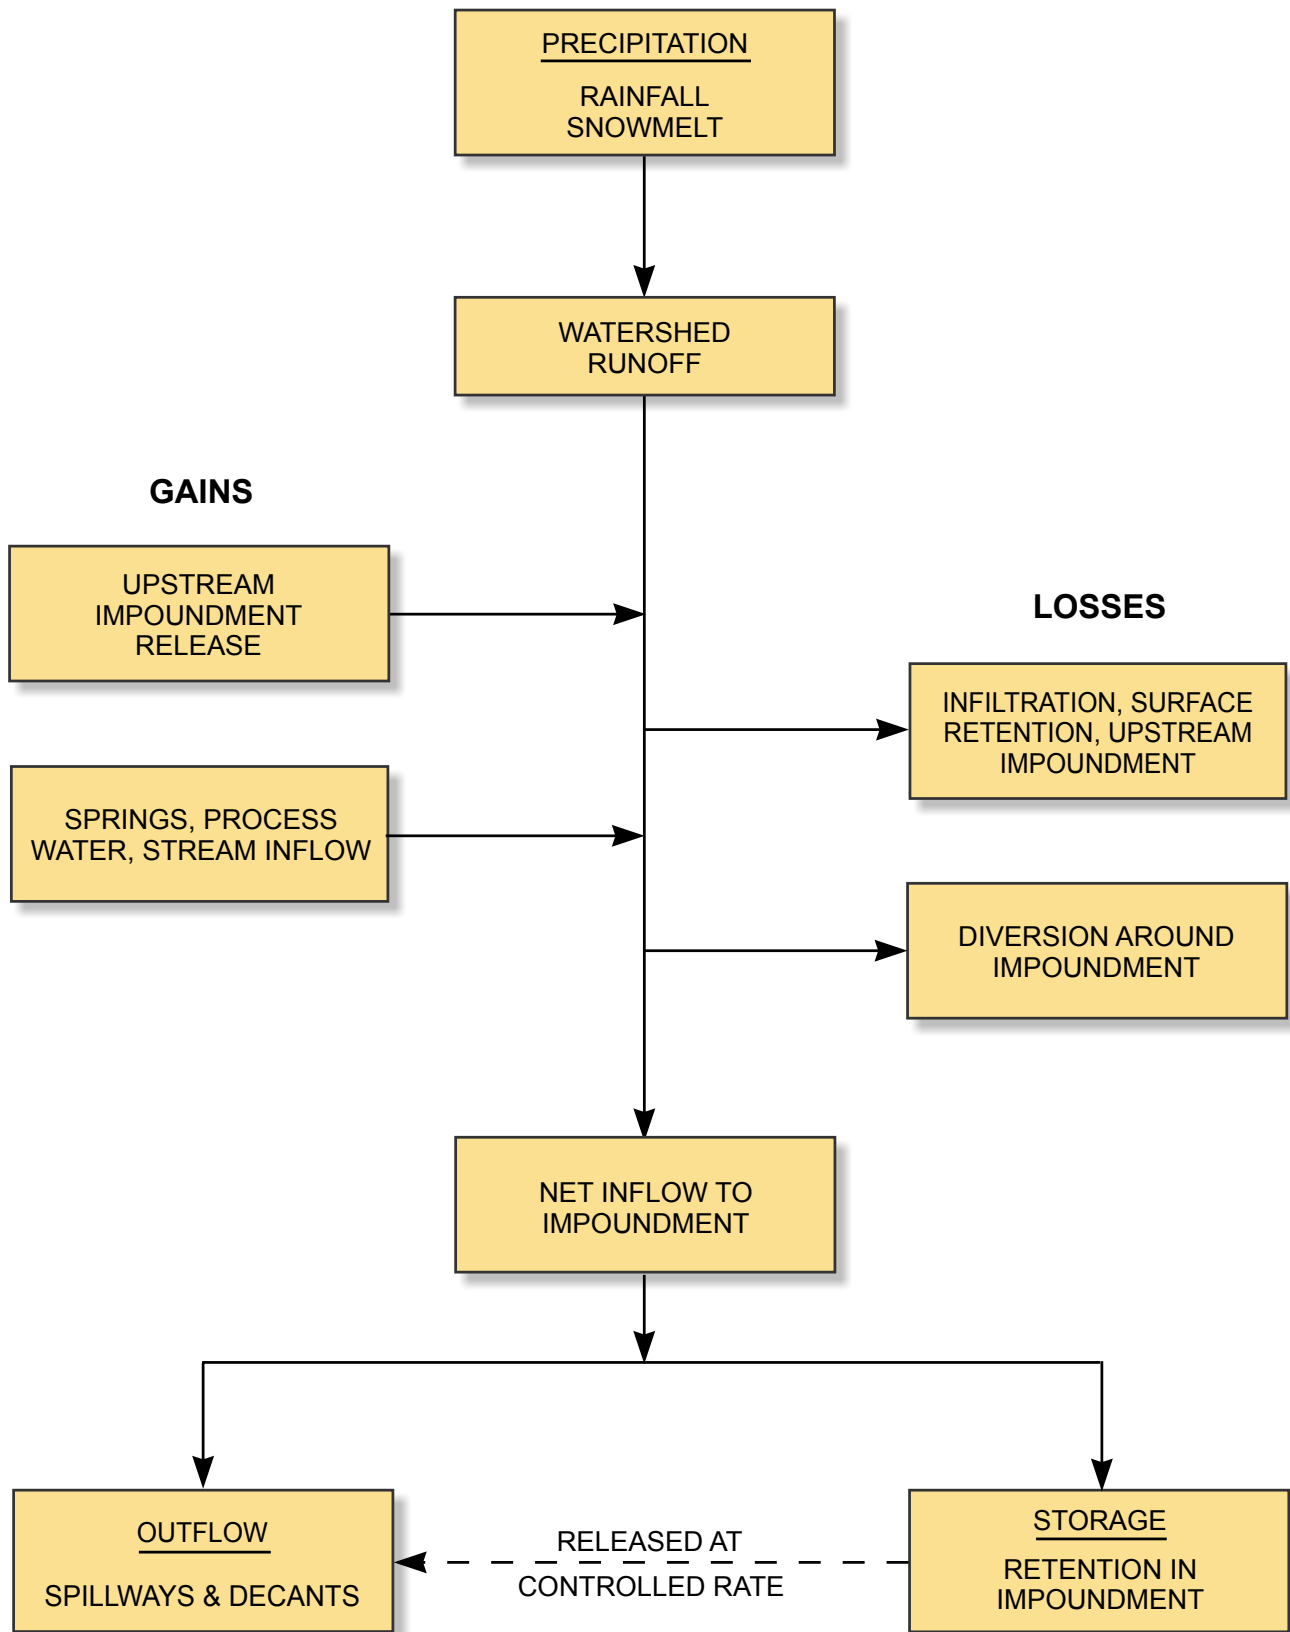 PRECIPITATION
RAINFALL
SNOWMELT
WATERSHED
RUNOFF
GAINS
UPSTREAM
IMPOUNDMENT
RELEASE
LOSSES
INFILTRATION, SURFACE
RETENTION, UPSTREAM
IMPOUNDMENT
SPRINGS, PROCESS
WATER, STREAM INFLOW
DIVERSION AROUND
IMPOUNDMENT
NET INFLOW TO
IMPOUNDMENT
OUTFLOW
SPILLWAYS & DECANTS
RELEASED AT
CONTROLLED RATE
STORAGE
RETENTION IN
IMPOUNDMENT